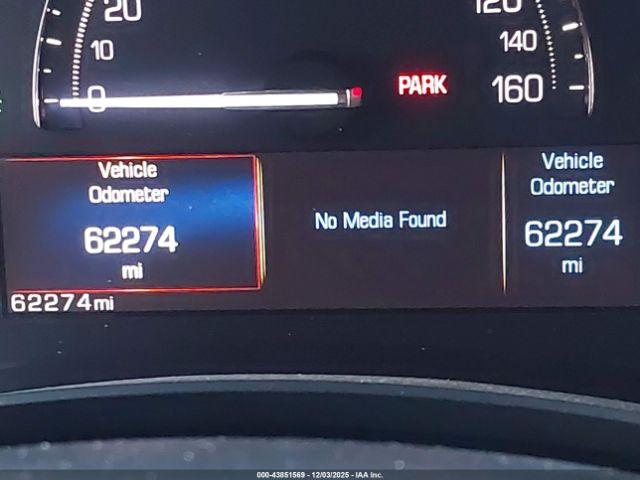 20
120
10
140
0
PARK
160
Vehicle
Odometer
62274
mi
62274mi
No Media Found
Vehicle
Odometer
62274
mi
000-43851569 - 12/03/2025 - IAA Inc.